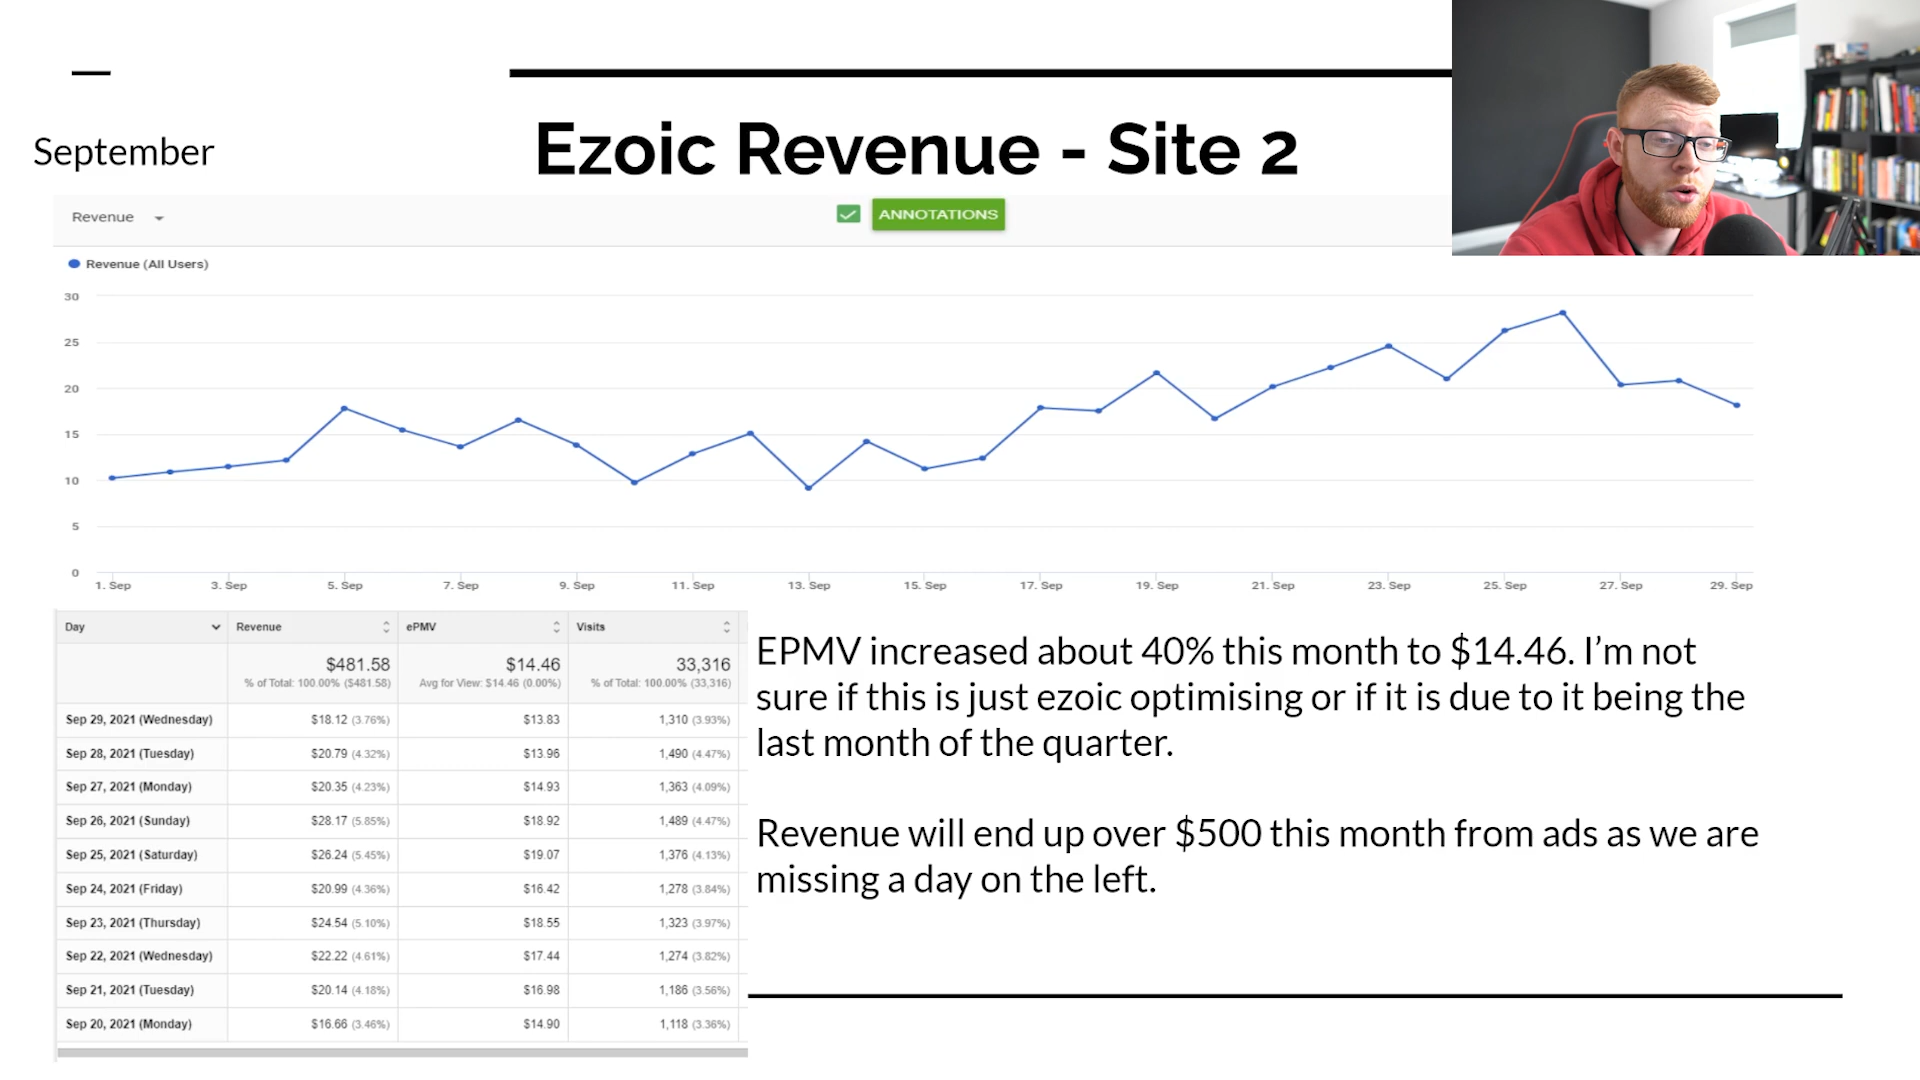 September
Ezoic Revenue - Site 2
Revenue
ANNOTATIONS
Revenue (All Users)
30
25
20
15
10
5
0
1. Sep 3. Sep 5. Sep 7. Sep 9. Sep 11. Sep 13. Sep 15. Sep 17. Sep 19. Sep 21. Sep 23. Sep 25. Sep 27. Sep 29. Sep
Day Revenue ePMV Visits
$481.58 $14.46 33,316
% of Total: 100.00% ($481.58) Avg for View: $14.46 (0.00%) % of Total: 100.00% (33,316)
Sep 29, 2021 (Wednesday) $18.12 (3.76%) $13.83 1,310 (3.93%)
Sep 28, 2021 (Tuesday) $20.79 (4.32%) $13.96 1,490 (4.47%)
Sep 27, 2021 (Monday) $20.35 (4.23%) $14.93 1,363 (4.09%)
Sep 26, 2021 (Sunday) $28.17 (5.85%) $18.92 1,489 (4.47%)
Sep 25, 2021 (Saturday) $26.24 (5.45%) $19.07 1,376 (4.13%)
Sep 24, 2021 (Friday) $20.99 (4.36%) $16.42 1,278 (3.84%)
Sep 23, 2021 (Thursday) $24.54 (5.10%) $18.55 1,323 (3.97%)
Sep 22, 2021 (Wednesday) $22.22 (4.61%) $17.44 1,274 (3.82%)
Sep 21, 2021 (Tuesday) $20.14 (4.18%) $16.98 1,186 (3.56%)
Sep 20, 2021 (Monday) $16.66 (3.46%) $14.90 1,118 (3.36%)
EPMV increased about 40% this month to $14.46. I’m not
sure if this is just ezoic optimising or if it is due to it being the
last month of the quarter.
Revenue will end up over $500 this month from ads as we are
missing a day on the left.